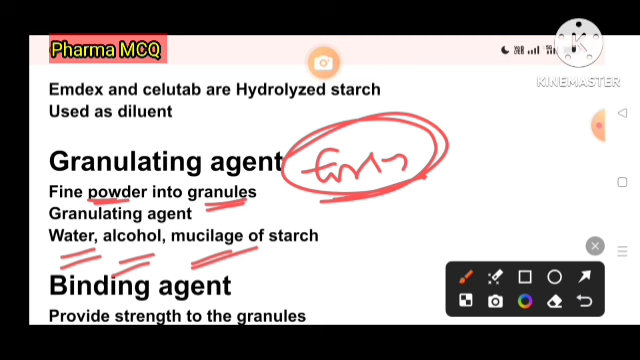 Pharma MCQ
KINEMASTER
Emdex and celutab are Hydrolyzed starch
Used as diluent
Granulating agent
Fine powder into granules
Granulating agent
Water, alcohol, mucilage of starch
Binding agent
Provide strength to the granules